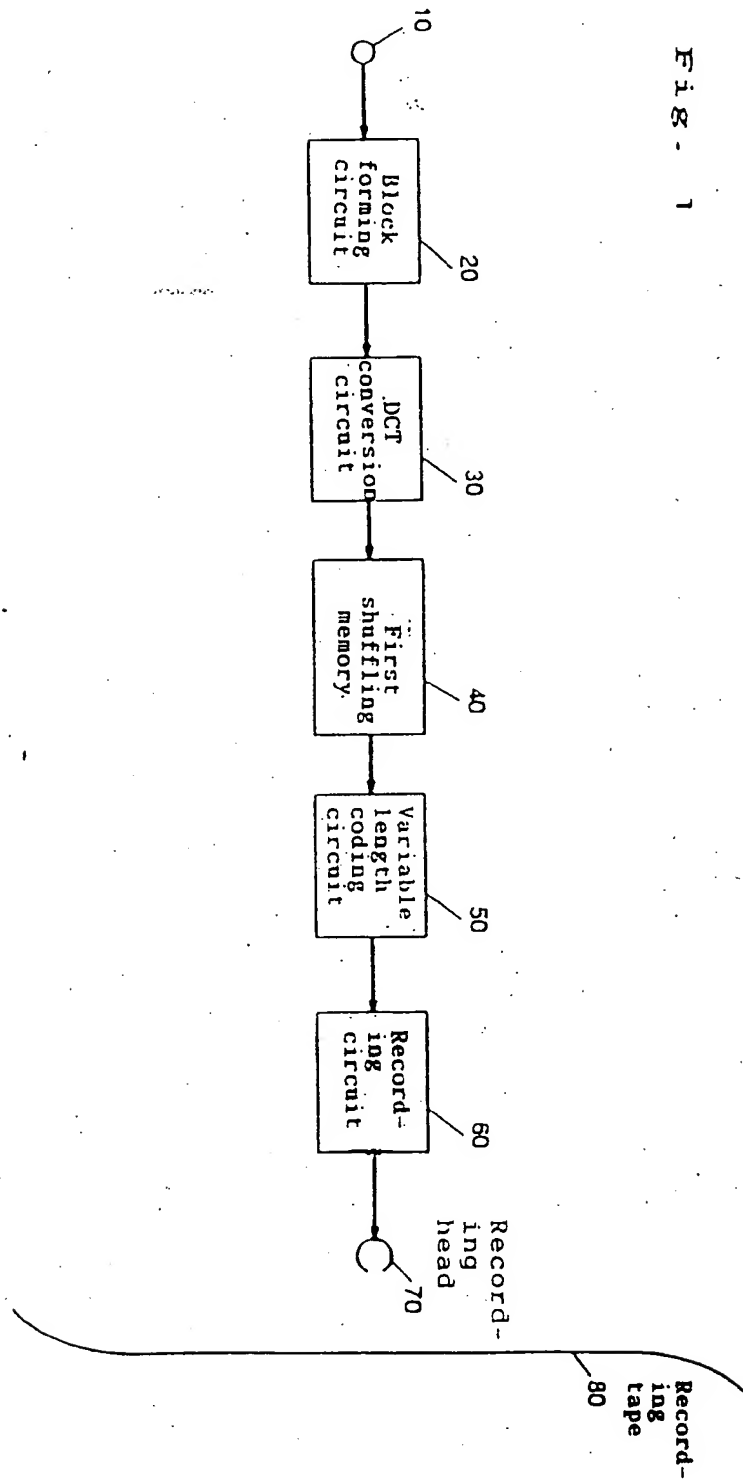 Fig. 1
10
Block
forming
circuit
20
DCT
conversion
circuit
30
First
shuffling
memory
40
Variable
length
coding
circuit
50
Record-
ing
circuit
60
Record-
ing
head
70
Record-
ing
tape
80